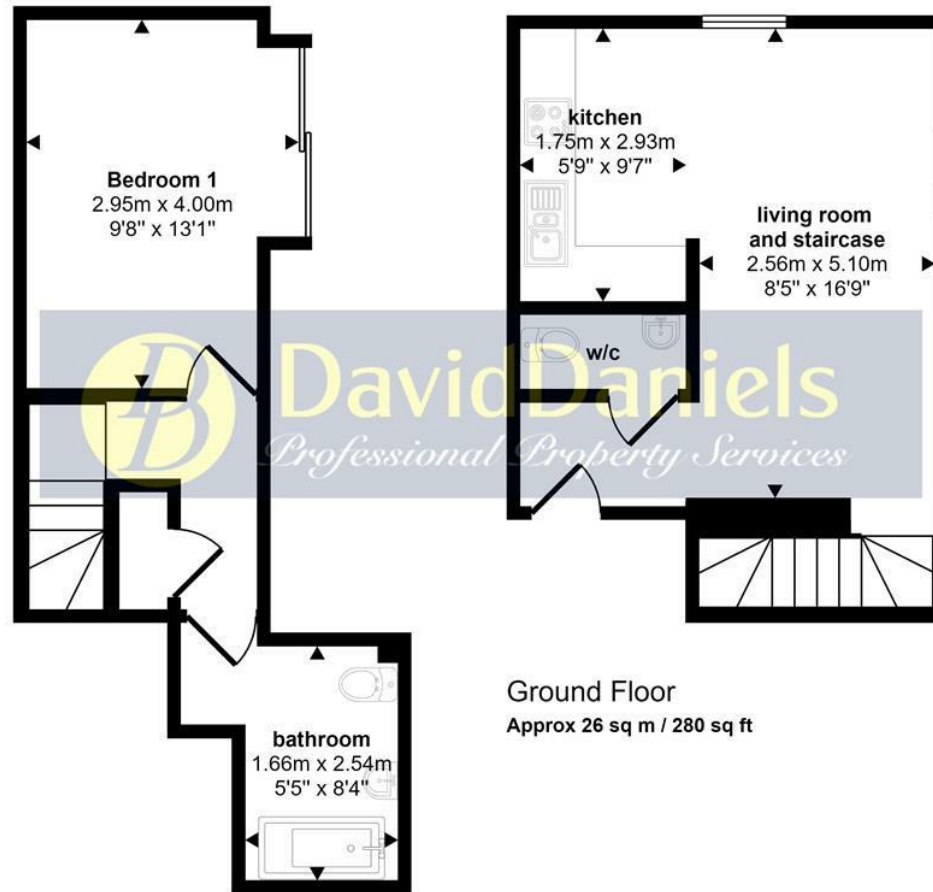 Bedroom 1
2.95m x 4.00m
9'8" x 13'1"
kitchen
1.75m x 2.93m
5'9" x 9'7"
living room
and staircase
2.56m x 5.10m
8'5" x 16'9"
w/c
DB
DavidDaniels
Professional Property Services
bathroom
1.66m x 2.54m
5'5" x 8'4"
Ground Floor
Approx 26 sq m / 280 sq ft